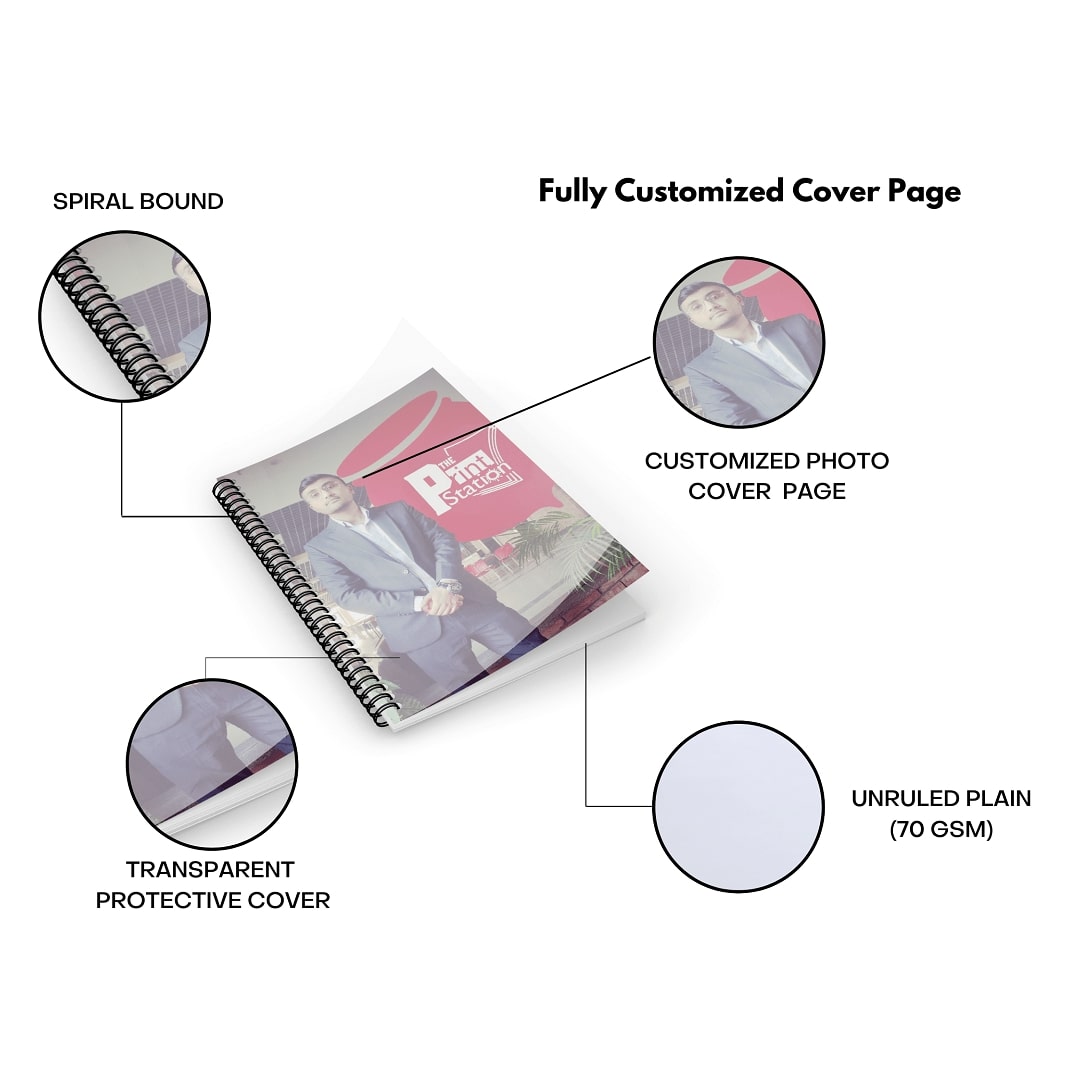 SPIRAL BOUND
Fully Customized Cover Page
THE
Print
Station
CUSTOMIZED PHOTO
COVER PAGE
UNRULED PLAIN
(70 GSM)
TRANSPARENT
PROTECTIVE COVER